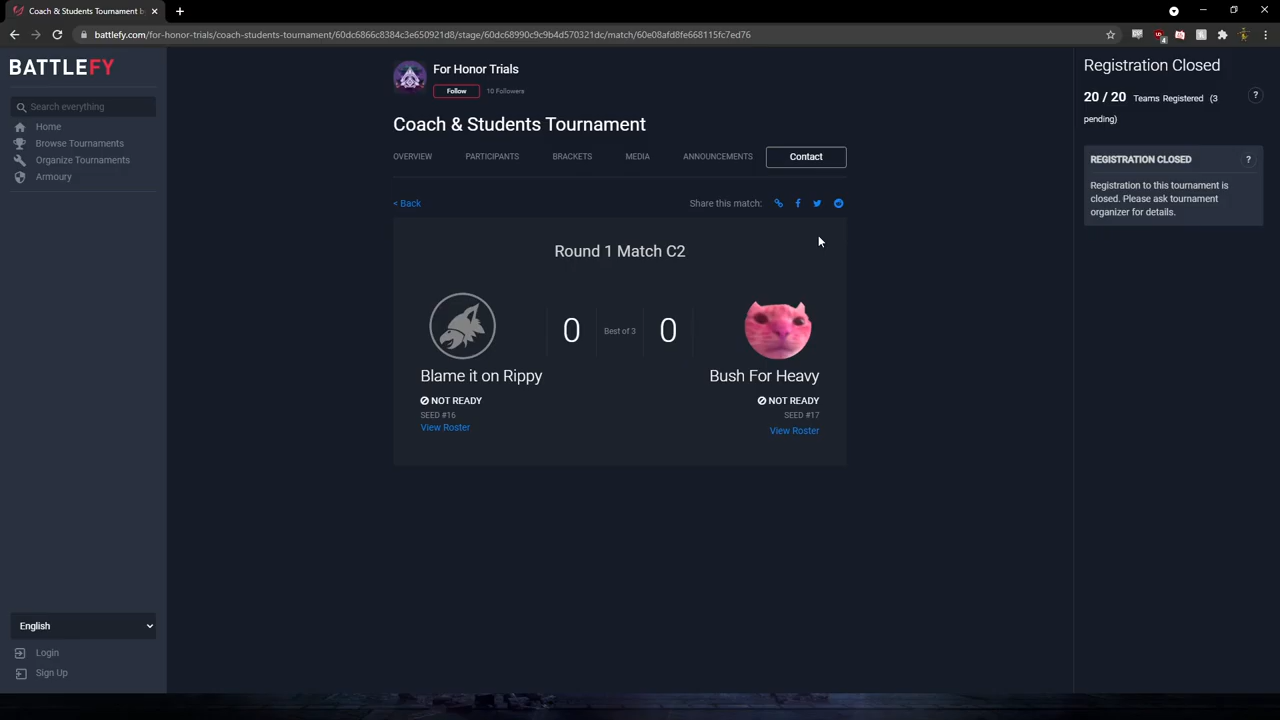 Coach & Students Tournament b
battlefy.com/for-honor-trials/coach-students-tournament/60dc6866c8384c3e650921d8/stage/60dc68990c9c9b4d570321dc/match/60e08afd8fe668115fc7ed76
BATTLEFY
Search everything
Home
Browse Tournaments
Organize Tournaments
Armoury
English
Login
Sign Up
For Honor Trials
Follow 10 Followers
Coach & Students Tournament
OVERVIEW PARTICIPANTS BRACKETS MEDIA ANNOUNCEMENTS Contact
< Back Share this match:
Round 1 Match C2
0 Best of 3 0
Blame it on Rippy Bush For Heavy
NOT READY NOT READY
SEED #16 SEED #17
View Roster View Roster
Registration Closed
20 / 20 Teams Registered (3
pending)
?
REGISTRATION CLOSED ?
Registration to this tournament is
closed. Please ask tournament
organizer for details.